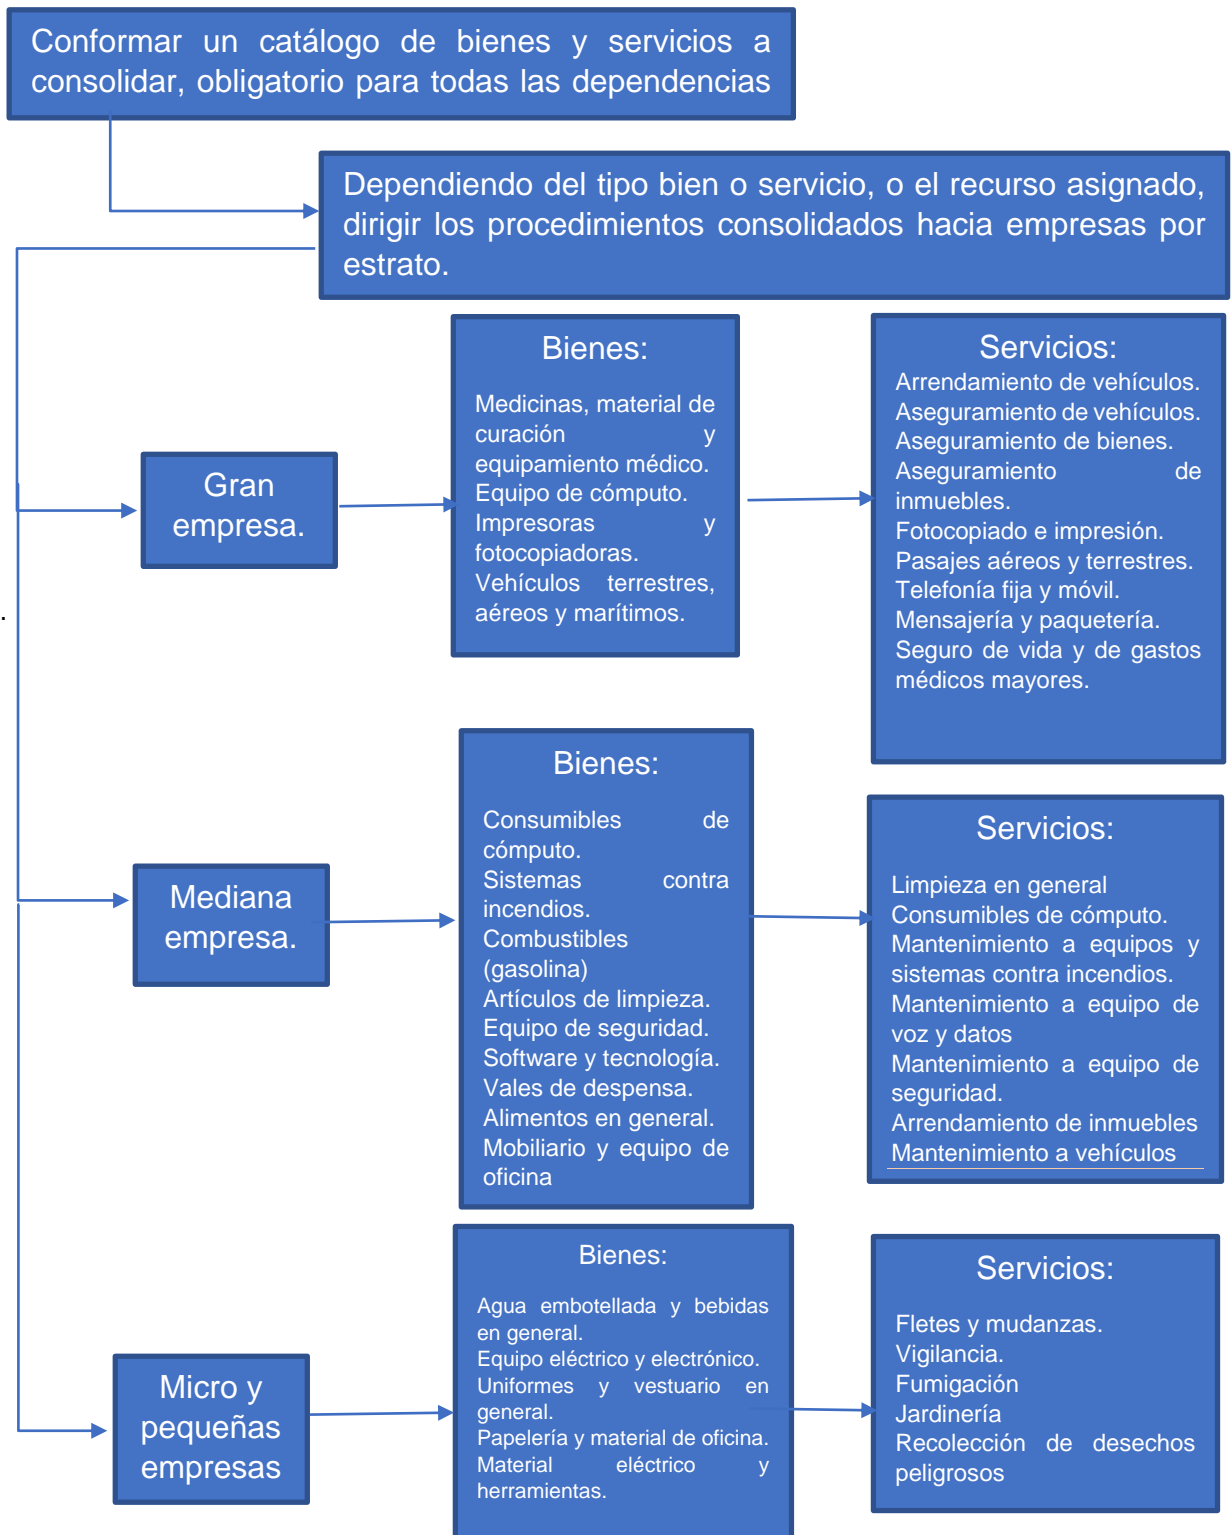 Conformar un catálogo de bienes y servicios a
consolidar, obligatorio para todas las dependencias
Dependiendo del tipo bien o servicio, o el recurso asignado,
dirigir los procedimientos consolidados hacia empresas por
estrato.
Gran
empresa.
Bienes:
Medicinas, material de
curación y
equipamiento médico.
Equipo de cómputo.
Impresoras y
fotocopiadoras.
Vehículos terrestres,
aéreos y marítimos.
Servicios:
Arrendamiento de vehículos.
Aseguramiento de vehículos.
Aseguramiento de bienes.
Aseguramiento de
inmuebles.
Fotocopiado e impresión.
Pasajes aéreos y terrestres.
Telefonía fija y móvil.
Mensajería y paquetería.
Seguro de vida y de gastos
médicos mayores.
.
Mediana
empresa.
Bienes:
Consumibles de
cómputo.
Sistemas contra
incendios.
Combustibles
(gasolina)
Artículos de limpieza.
Equipo de seguridad.
Software y tecnología.
Vales de despensa.
Alimentos en general.
Mobiliario y equipo de
oficina
Servicios:
Limpieza en general
Consumibles de cómputo.
Mantenimiento a equipos y
sistemas contra incendios.
Mantenimiento a equipo de
voz y datos
Mantenimiento a equipo de
seguridad.
Arrendamiento de inmuebles
Mantenimiento a vehículos
Micro y
pequeñas
empresas
Bienes:
Agua embotellada y bebidas
en general.
Equipo eléctrico y electrónico.
Uniformes y vestuario en
general.
Papelería y material de oficina.
Material eléctrico y
herramientas.
Servicios:
Fletes y mudanzas.
Vigilancia.
Fumigación
Jardinería
Recolección de desechos
peligrosos